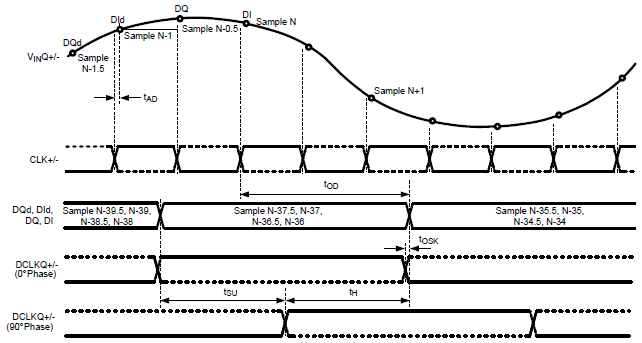 DQ
DI
DId
Sample N
DQd
Sample N-0.5
Sample N-1
VINQ+/-
Sample
N-1.5
tAD
Sample N+1
CLK+/-
tOD
DQd, DId,
DQ, DI
Sample N-39.5, N-39,
N-38.5, N-38
Sample N-37.5, N-37,
N-36.5, N-36
Sample N-35.5, N-35,
N-34.5, N-34
tOSK
DCLKQ+/-
(0°Phase)
tSU
tH
DCLKQ+/-
(90°Phase)